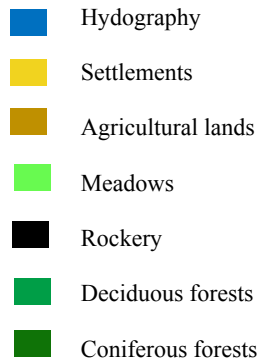 Hydography
Settlements
Agricultural lands
Meadows
Rockery
Deciduous forests
Coniferous forests